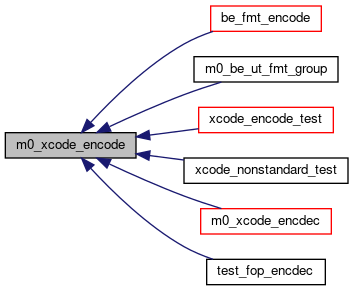 be_fmt_encode
m0_be_ut_fmt_group
xcode_encode_test
m0_xcode_encode
xcode_nonstandard_test
m0_xcode_encdec
test_fop_encdec